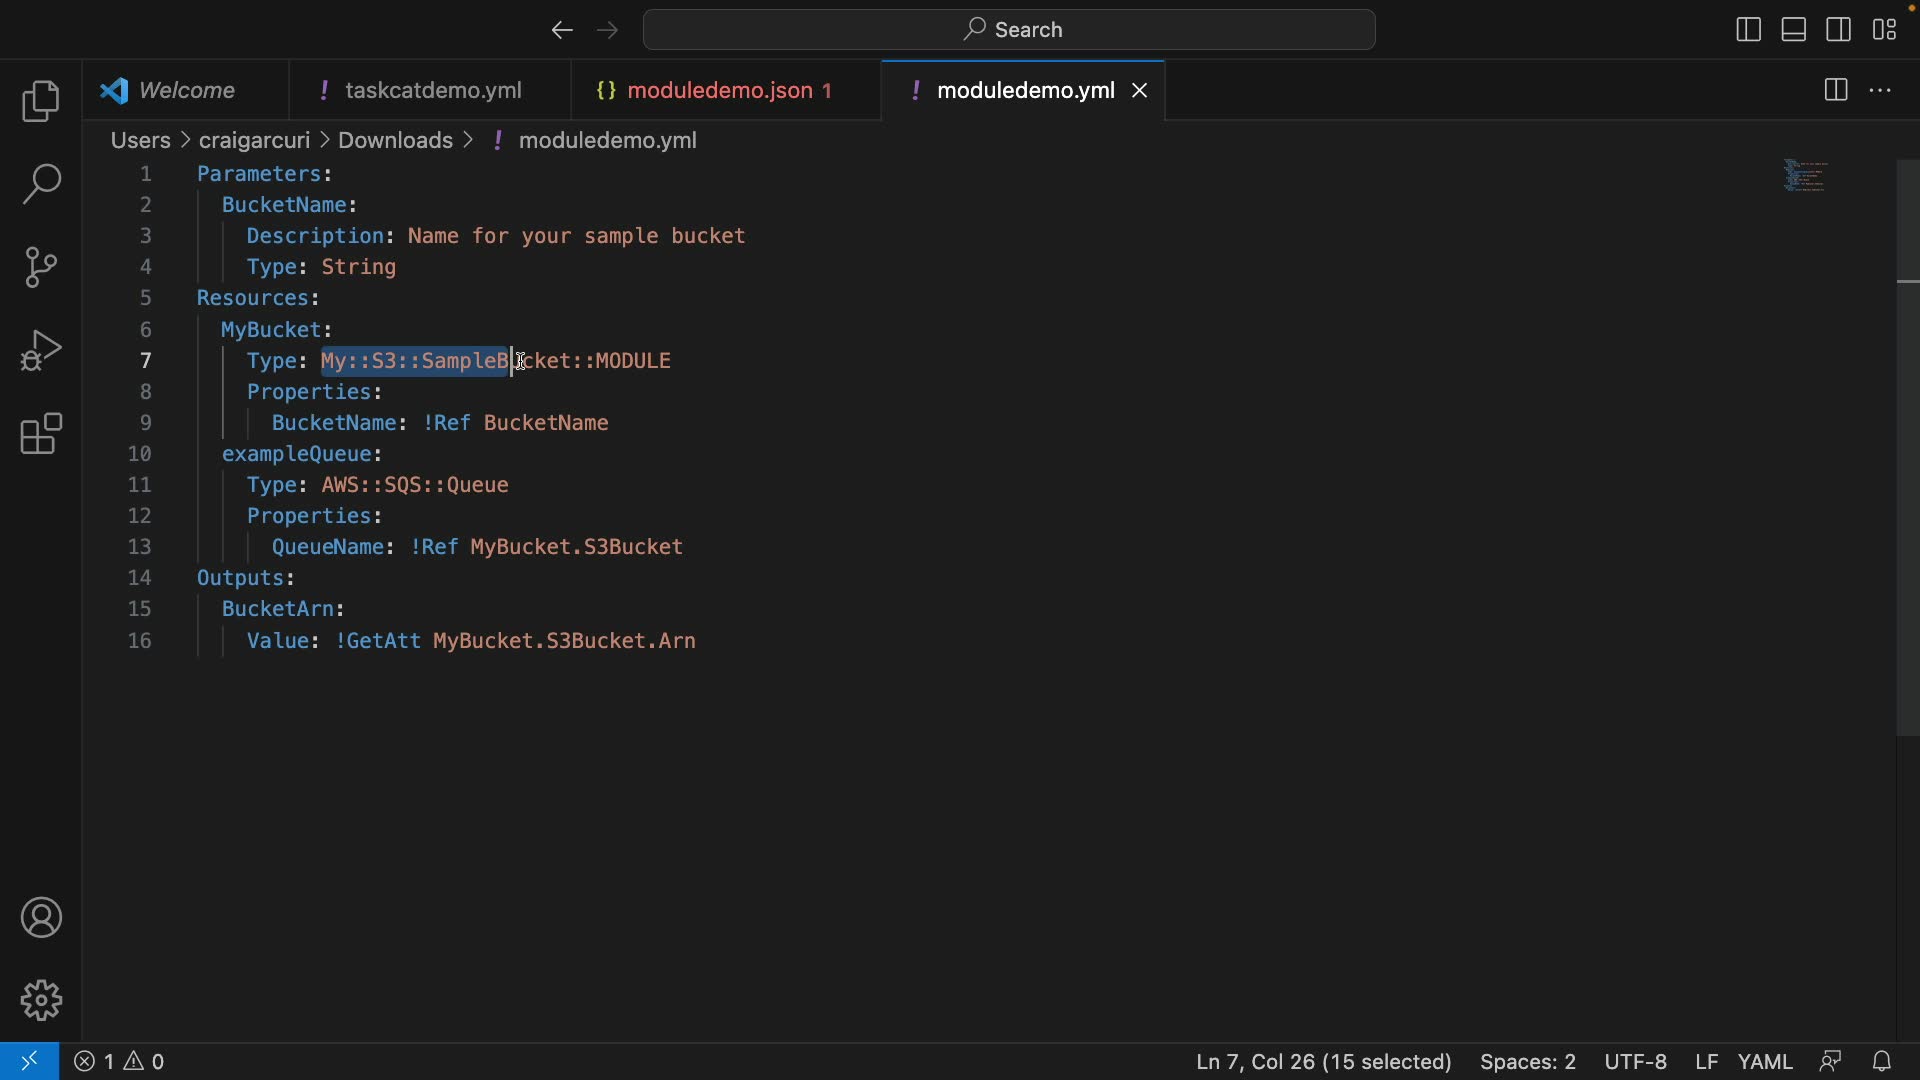 Search
Welcome
! taskcatdemo.yml
{} moduledemo.json 1
! moduledemo.yml
Users > craigarcuri > Downloads > ! moduledemo.yml
1 Parameters:
2 BucketName:
3 Description: Name for your sample bucket
4 Type: String
5 Resources:
6 MyBucket:
7 Type: My::S3::SampleBucket::MODULE
8 Properties:
9 BucketName: !Ref BucketName
10 exampleQueue:
11 Type: AWS::SQS::Queue
12 Properties:
13 QueueName: !Ref MyBucket.S3Bucket
14 Outputs:
15 BucketArn:
16 Value: !GetAtt MyBucket.S3Bucket.Arn
1 0 Ln 7, Col 26 (15 selected) Spaces: 2 UTF-8 LF YAML